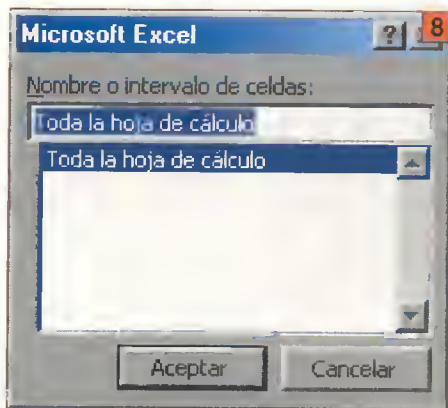 Microsoft Excel
? 8
Nombre o intervalo de celdas:
Toda la hoja de cálculo
Toda la hoja de cálculo
Aceptar Cancelar